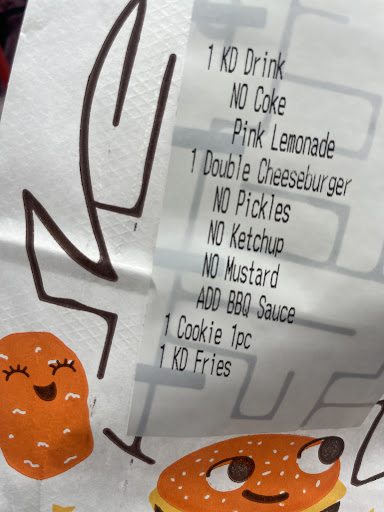 1 KD Drink
NO Coke
Pink Lemonade
1 Double Cheeseburger
NO Pickles
NO Ketchup
NO Mustard
ADD BBQ Sauce
1 Cookie 1pc
1 KD Fries